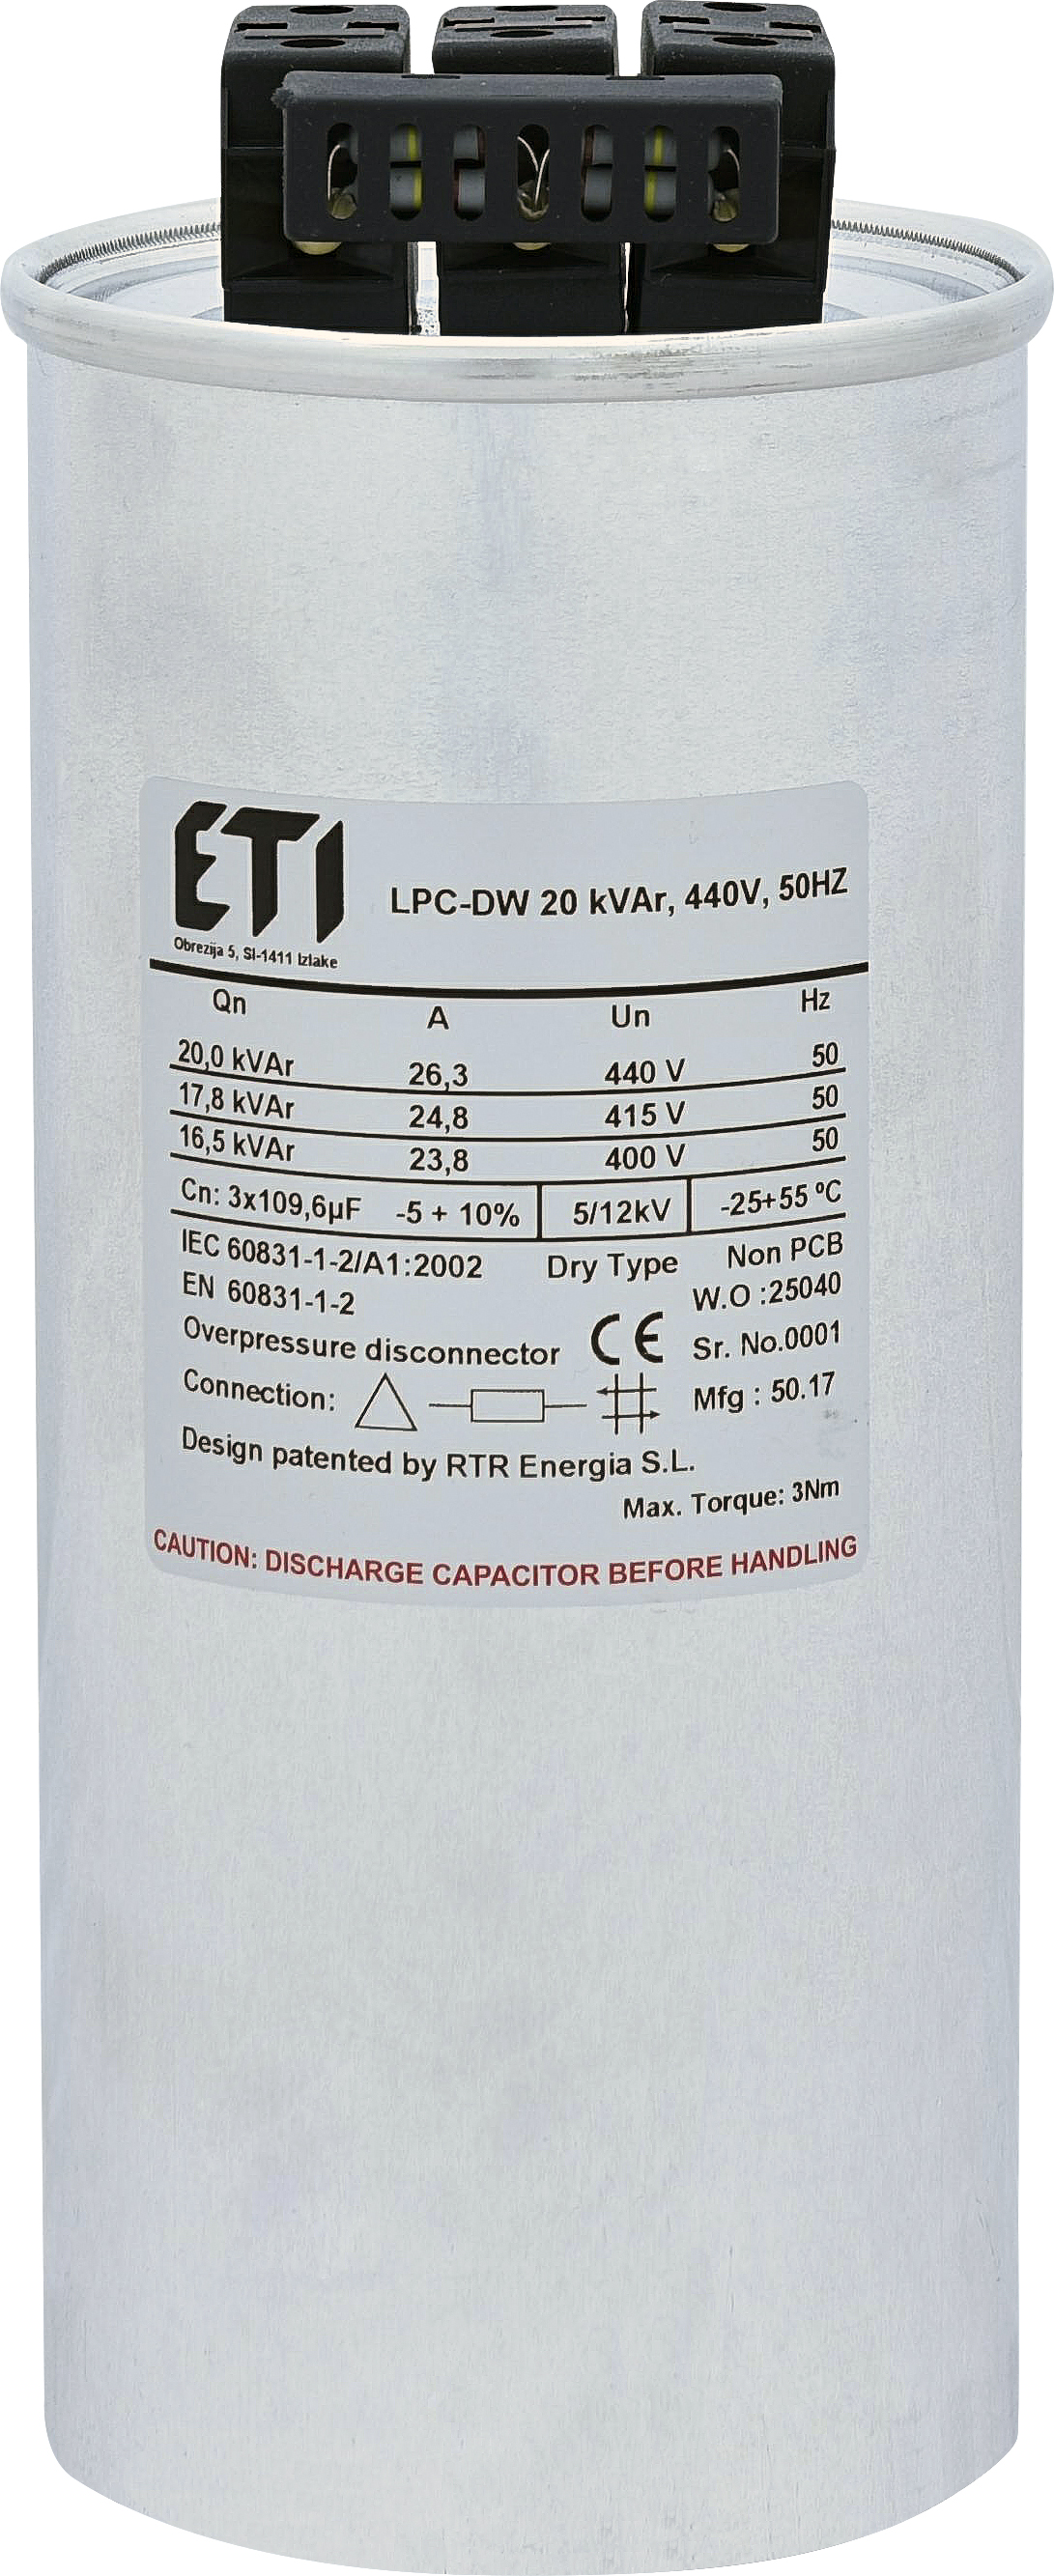 ETI
Obrezija 5, SI-1411 Izlake
LPC-DW 20 kVAr, 440V, 50HZ
Qn A Un Hz
20,0 kVAr 26,3 440 V 50
17,8 kVAr 24,8 415 V 50
16,5 kVAr 23,8 400 V 50
Cn: 3x109,6µF -5 + 10% 5/12kV -25+55 ºC
IEC 60831-1-2/A1:2002 Dry Type Non PCB
EN 60831-1-2 W.O :25040
Overpressure disconnector CE Sr. No.0001
Connection: Mfg : 50.17
Design patented by RTR Energia S.L.
Max. Torque: 3Nm
CAUTION: DISCHARGE CAPACITOR BEFORE HANDLING